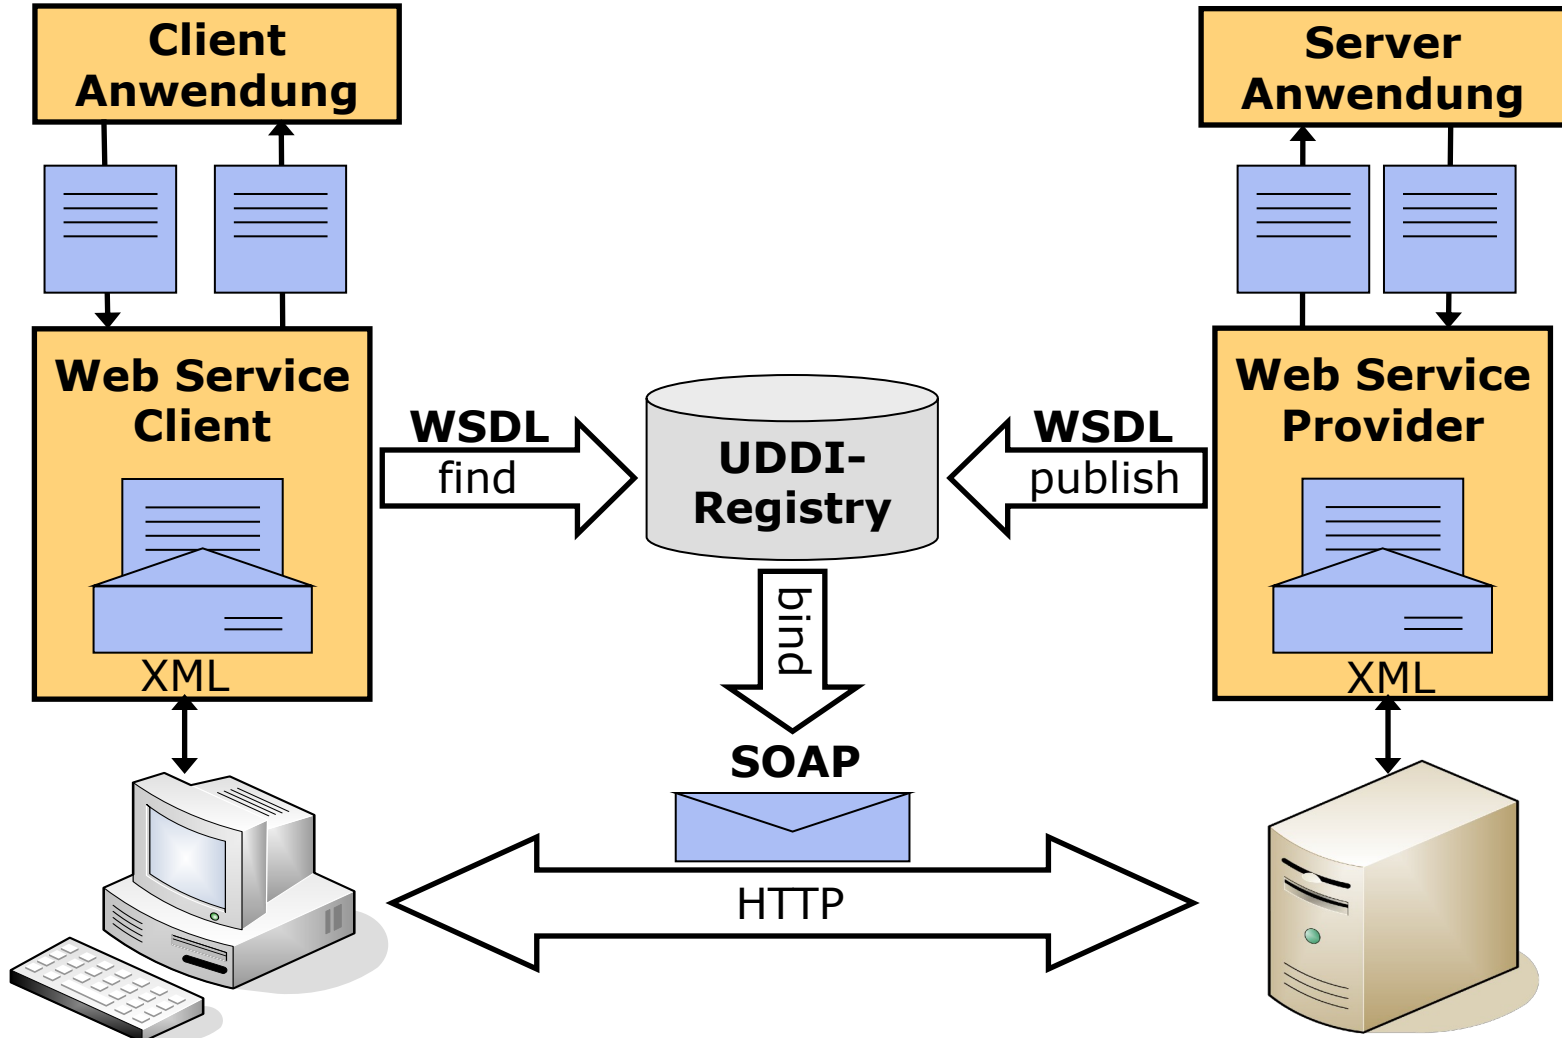 Client
Anwendung
Server
Anwendung
Web Service
Client
XML
WSDL
find
UDDI-
Registry
WSDL
publish
Web Service
Provider
XML
bind
SOAP
HTTP